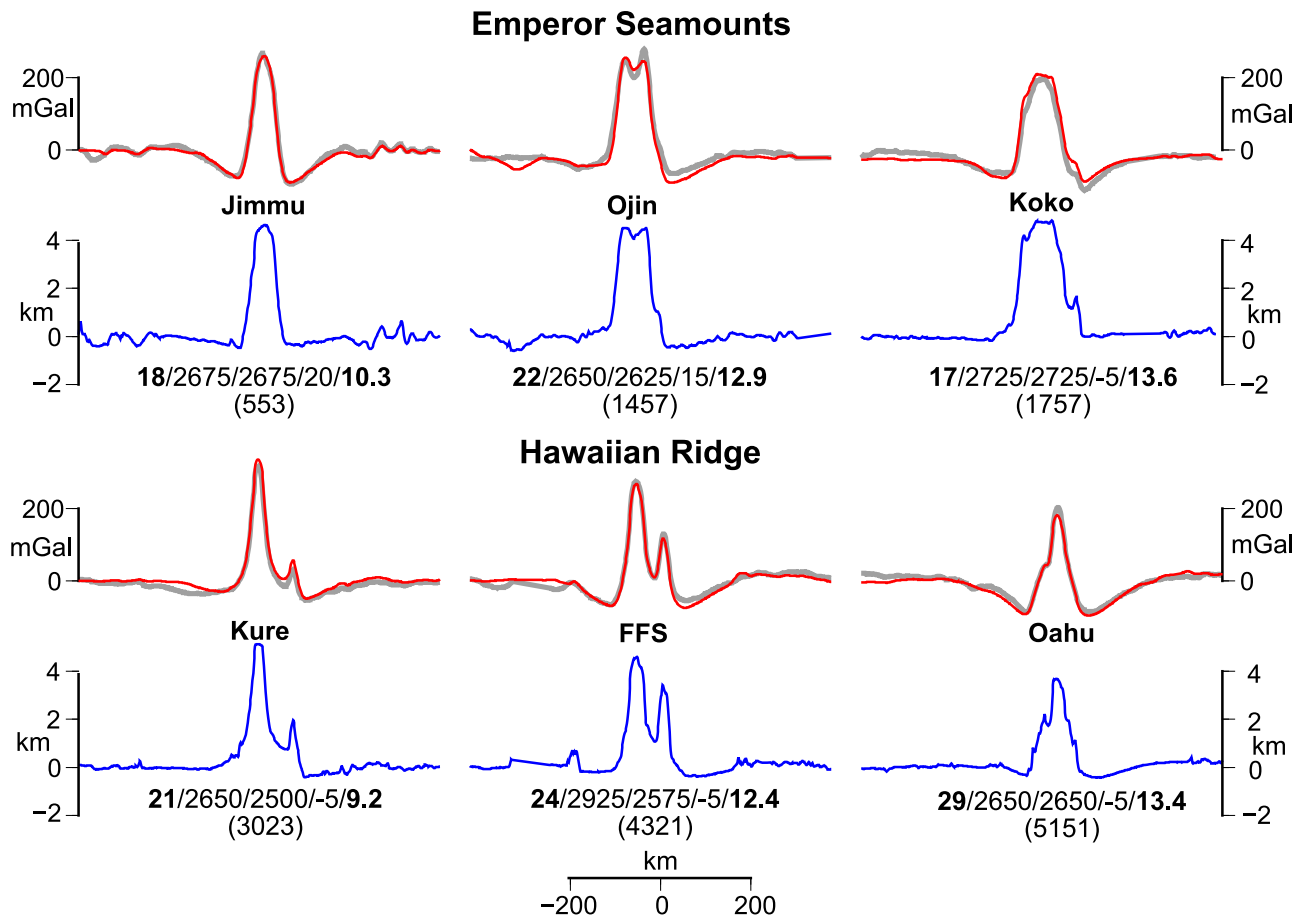 Emperor Seamounts
200
mGal
0
200
mGal
0
Jimmu
Ojin
Koko
4
2
km
0
−2
4
2
km
0
−2
18/2675/2675/20/10.3
(553)
22/2650/2625/15/12.9
(1457)
17/2725/2725/-5/13.6
(1757)
Hawaiian Ridge
200
mGal
0
200
mGal
0
Kure
FFS
Oahu
4
2
km
0
−2
4
2
km
0
−2
21/2650/2500/-5/9.2
(3023)
24/2925/2575/-5/12.4
(4321)
29/2650/2650/-5/13.4
(5151)
km
−200 0 200